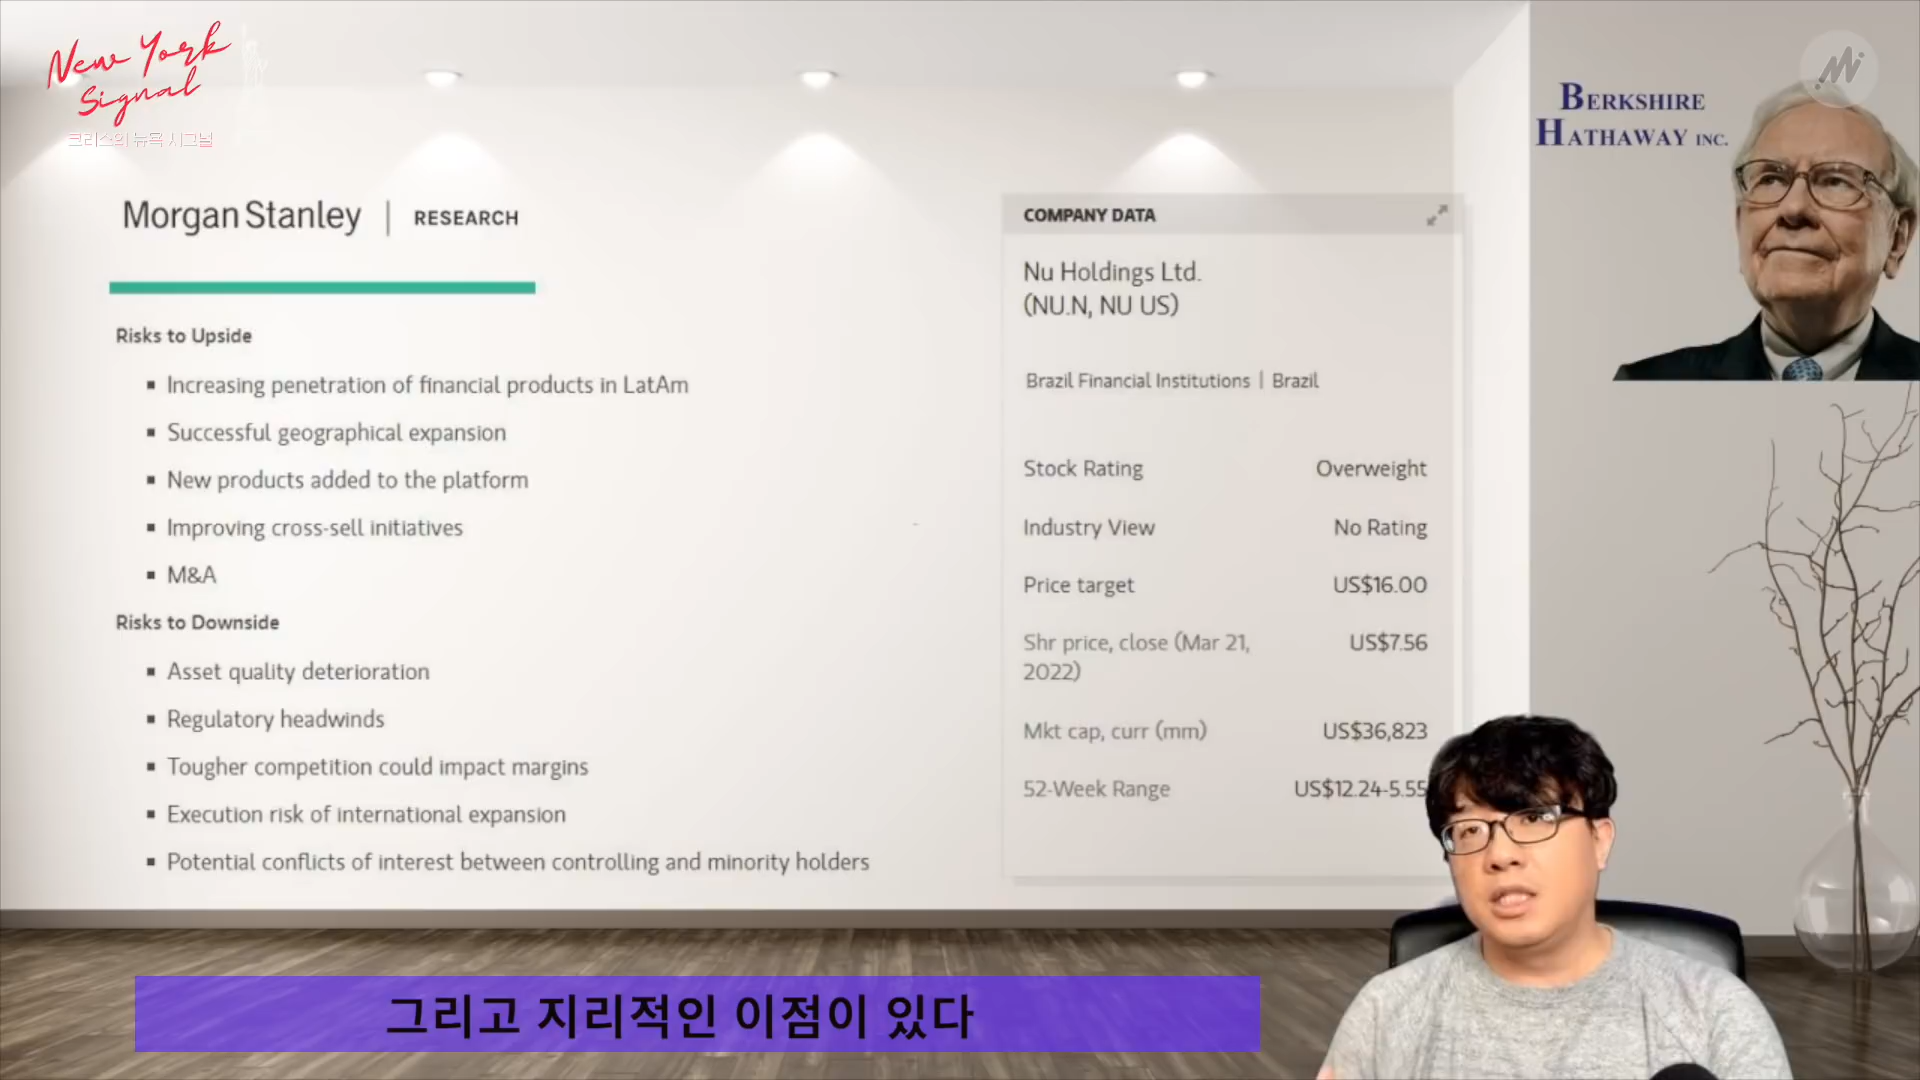 New York
Signal
크리스의 뉴욕 시그널
BERKSHIRE
HATHAWAY INC.
Morgan Stanley | RESEARCH
Risks to Upside
▪ Increasing penetration of financial products in LatAm
▪ Successful geographical expansion
▪ New products added to the platform
▪ Improving cross-sell initiatives
▪ M&A
Risks to Downside
▪ Asset quality deterioration
▪ Regulatory headwinds
▪ Tougher competition could impact margins
▪ Execution risk of international expansion
▪ Potential conflicts of interest between controlling and minority holders
COMPANY DATA
Nu Holdings Ltd.
(NU.N, NU US)
Brazil Financial Institutions | Brazil
Stock Rating Overweight
Industry View No Rating
Price target US$16.00
Shr price, close (Mar 21, US$7.56
2022)
Mkt cap, curr (mm) US$36,823
52-Week Range US$12.24-5.55
그리고 지리적인 이점이 있다